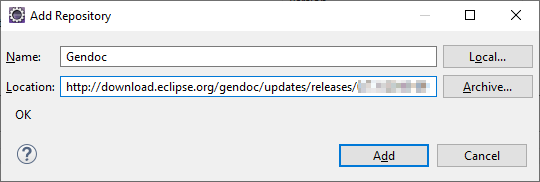 Add Repository
Name: Gendoc Local...
Location: http://download.eclipse.org/gendoc/updates/releases/ Archive...
OK
? Add Cancel